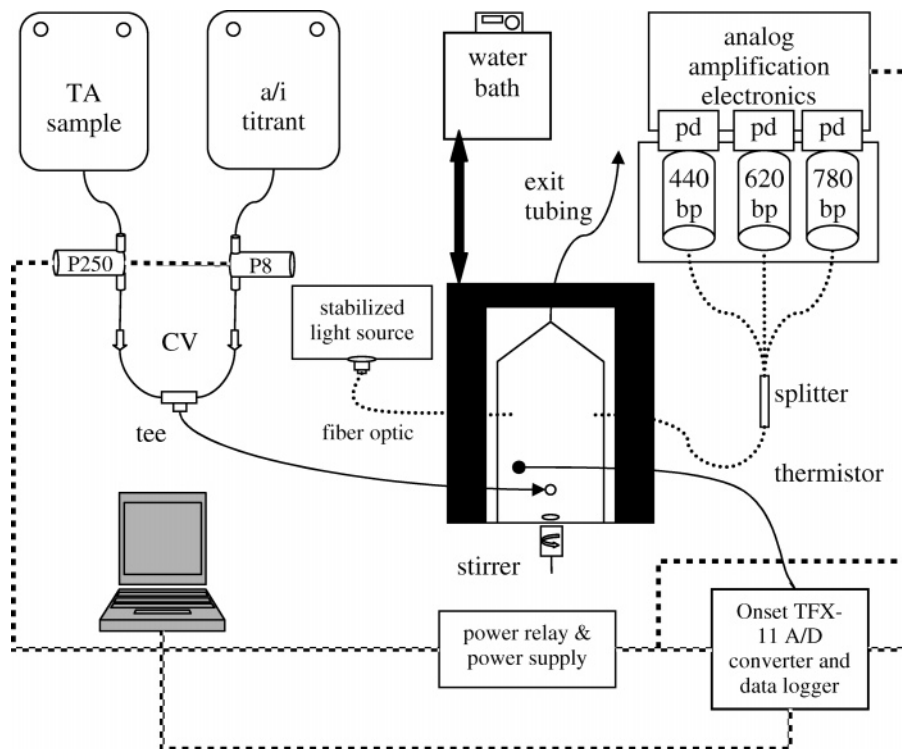 TA
sample
a/i
titrant
water
bath
analog
amplification
electronics
pd
pd
pd
440
bp
620
bp
780
bp
exit
tubing
P250
P8
stabilized
light source
CV
tee
fiber optic
splitter
thermistor
stirrer
power relay &
power supply
Onset TFX-
11 A/D
converter and
data logger